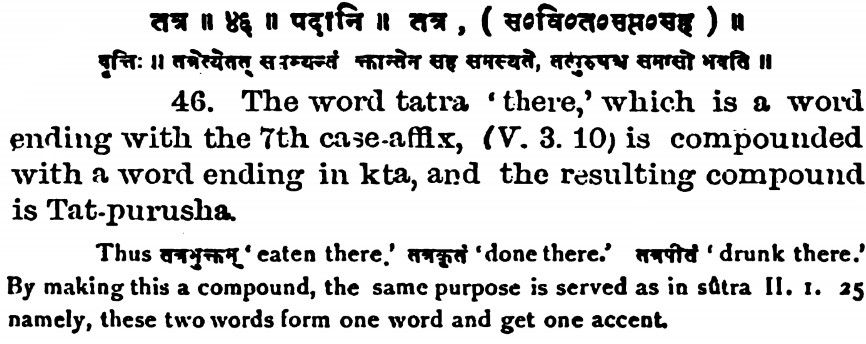 तत्र ॥ ४६ ॥ पदानि ॥ तत्र , ( स०वि०त०सप्त०सह ) ॥
वृत्तिः ॥ तत्रेत्येतत् सप्तम्यन्तं क्तान्तेन सह समस्यते, तत्पुरुषश्च समासो भवति ॥
46. The word tatra ‘there,’ which is a word
ending with the 7th case-affix, (V. 3. 10) is compounded
with a word ending in kta, and the resulting compound
is Tat-purusha.
Thus तत्रभुक्तम् ‘eaten there.’ तत्रकृतं ‘done there.’ तत्रपीतं ‘drunk there.’
By making this a compound, the same purpose is served as in sûtra II. 1. 25
namely, these two words form one word and get one accent.